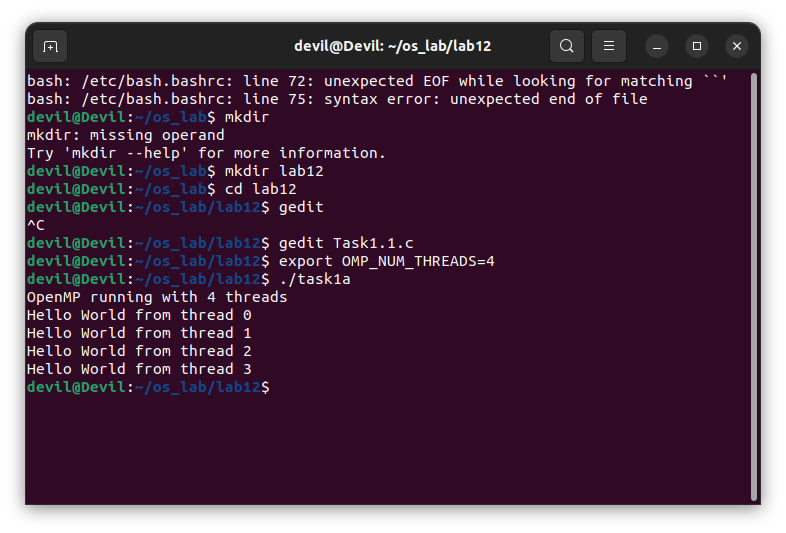 devil@Devil: ~/os_lab/lab12
bash: /etc/bash.bashrc: line 72: unexpected EOF while looking for matching ``'
bash: /etc/bash.bashrc: line 75: syntax error: unexpected end of file
devil@Devil:~/os_lab$ mkdir
mkdir: missing operand
Try 'mkdir --help' for more information.
devil@Devil:~/os_lab$ mkdir lab12
devil@Devil:~/os_lab$ cd lab12
devil@Devil:~/os_lab/lab12$ gedit
^C
devil@Devil:~/os_lab/lab12$ gedit Task1.1.c
devil@Devil:~/os_lab/lab12$ export OMP_NUM_THREADS=4
devil@Devil:~/os_lab/lab12$ ./task1a
OpenMP running with 4 threads
Hello World from thread 0
Hello World from thread 1
Hello World from thread 2
Hello World from thread 3
devil@Devil:~/os_lab/lab12$